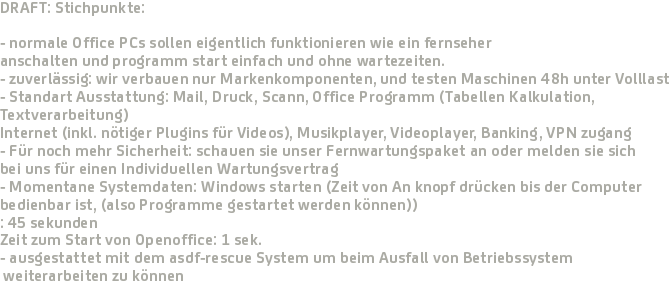 DRAFT: Stichpunkte:
- normale Office PCs sollen eigentlich funktionieren wie ein fernseher
anschalten und programm start einfach und ohne wartezeiten.
- zuverlässig: wir verbauen nur Markenkomponenten, und testen Maschinen 48h unter Volllast
- Standart Ausstattung: Mail, Druck, Scann, Office Programm (Tabellen Kalkulation,
Textverarbeitung)
Internet (inkl. nötiger Plugins für Videos), Musikplayer, Videoplayer, Banking, VPN zugang
- Für noch mehr Sicherheit: schauen sie unser Fernwartungspaket an oder melden sie sich
bei uns für einen Individuellen Wartungsvertrag
- Momentane Systemdaten: Windows starten (Zeit von An knopf drücken bis der Computer
bedienbar ist, (also Programme gestartet werden können))
: 45 sekunden
Zeit zum Start von Openoffice: 1 sek.
- ausgestattet mit dem asdf-rescue System um beim Ausfall von Betriebssystem
weiterarbeiten zu können